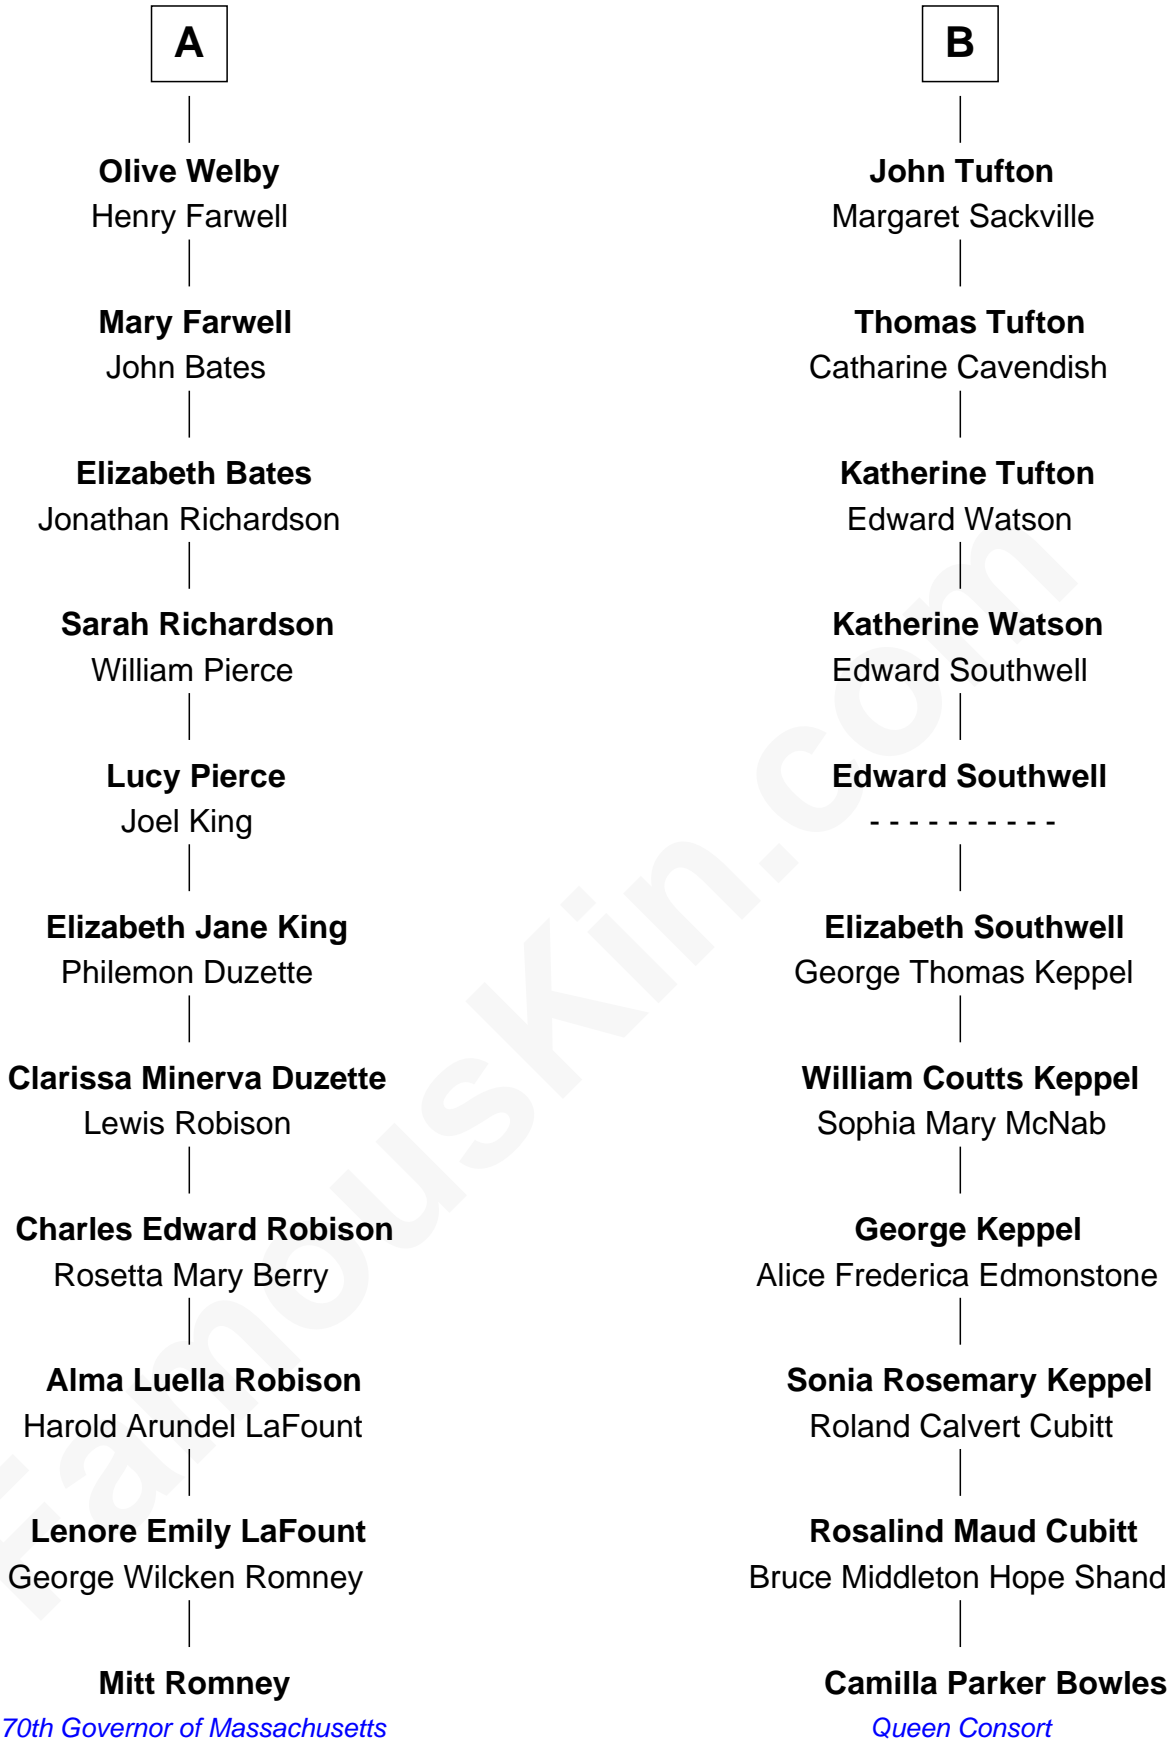 A
Olive Welby
Henry Farwell
Mary Farwell
John Bates
Elizabeth Bates
Jonathan Richardson
Sarah Richardson
William Pierce
Lucy Pierce
Joel King
Elizabeth Jane King
Philemon Duzette
Clarissa Minerva Duzette
Lewis Robison
Charles Edward Robison
Rosetta Mary Berry
Alma Luella Robison
Harold Arundel LaFount
Lenore Emily LaFount
George Wilcken Romney
Mitt Romney
70th Governor of Massachusetts
B
John Tufton
Margaret Sackville
Thomas Tufton
Catharine Cavendish
Katherine Tufton
Edward Watson
Katherine Watson
Edward Southwell
Edward Southwell
- - - - - - - - - -
Elizabeth Southwell
George Thomas Keppel
William Coutts Keppel
Sophia Mary McNab
George Keppel
Alice Frederica Edmonstone
Sonia Rosemary Keppel
Roland Calvert Cubitt
Rosalind Maud Cubitt
Bruce Middleton Hope Shand
Camilla Parker Bowles
Queen Consort
FamousKin.com